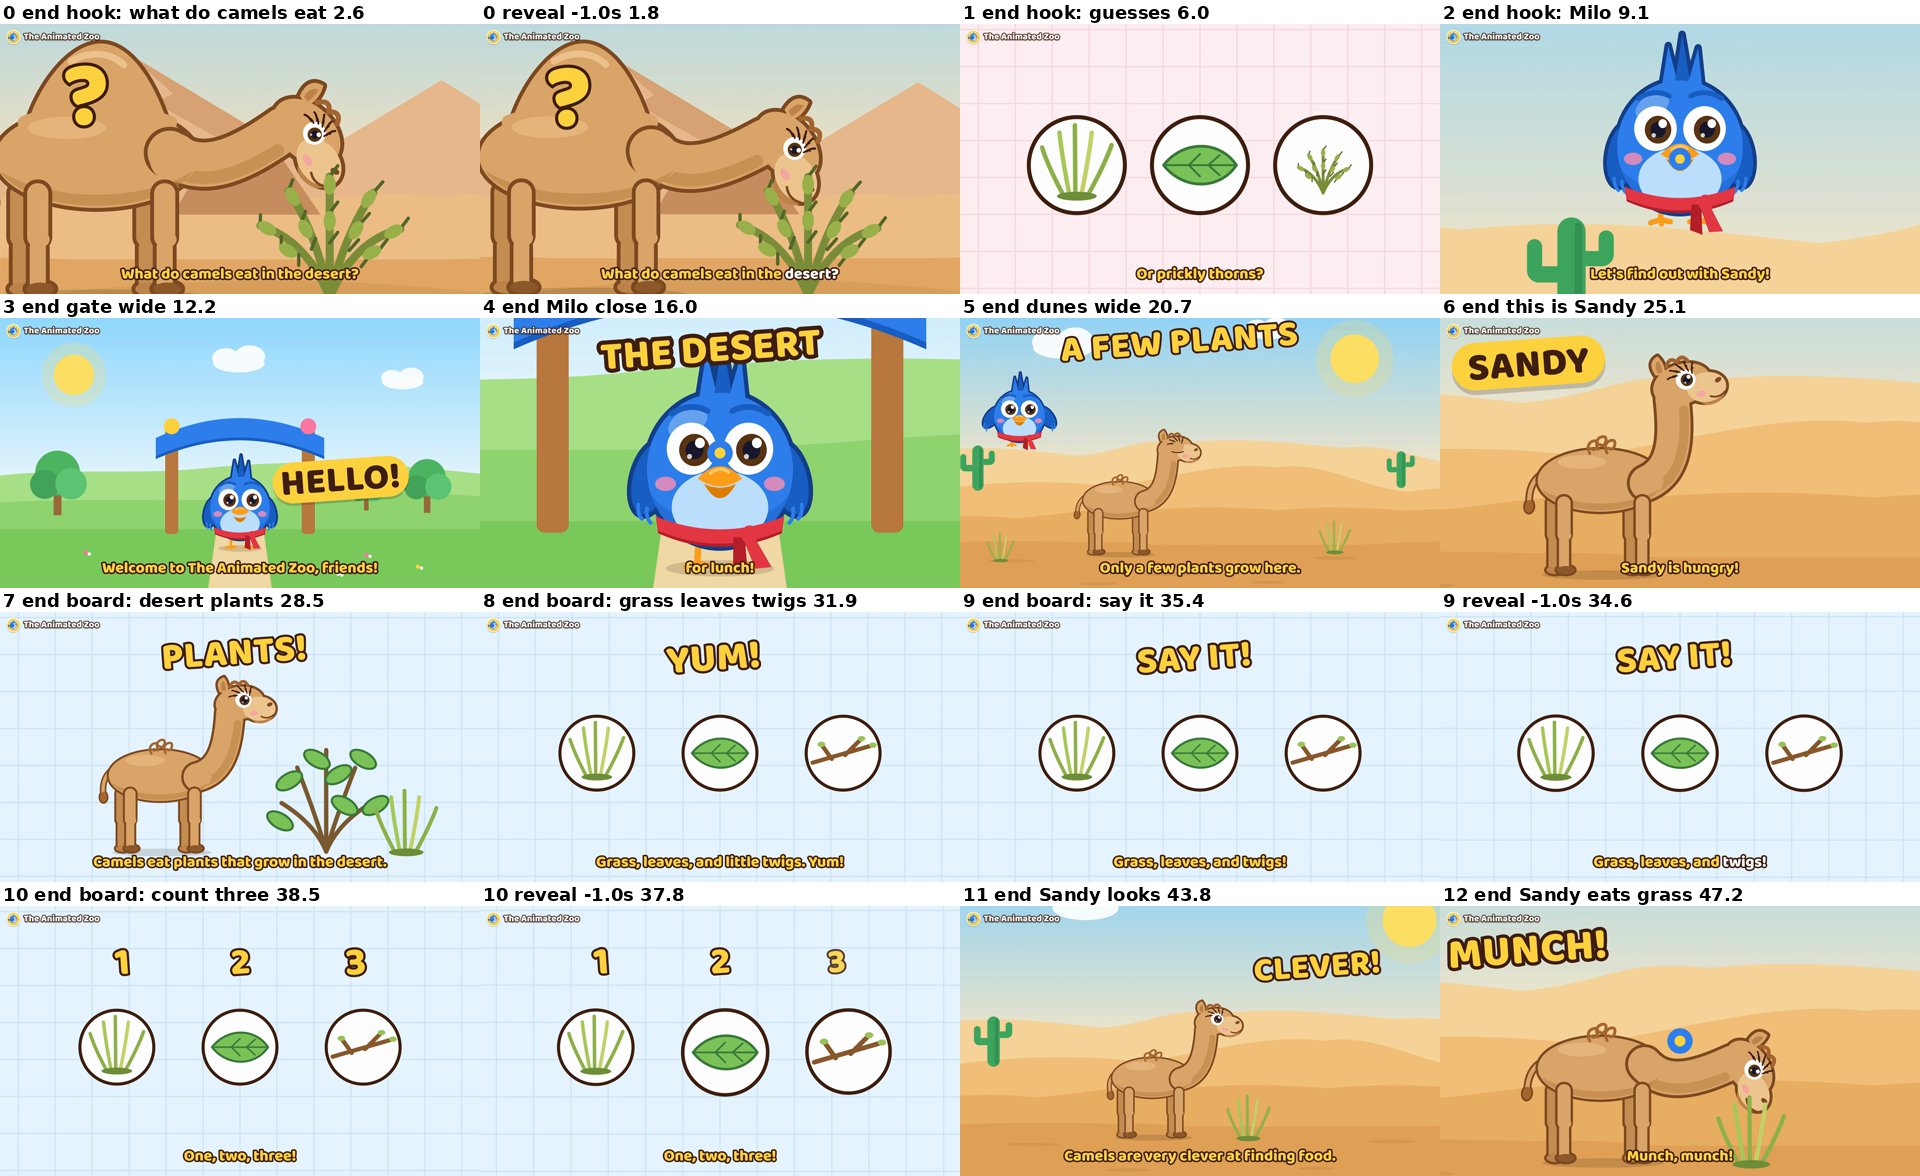 0 end hook: what do camels eat 2.6
The Animated Zoo
?
What do camels eat in the desert?
0 reveal -1.0s 1.8
The Animated Zoo
?
What do camels eat in the desert?
1 end hook: guesses 6.0
The Animated Zoo
Or prickly thorns?
2 end hook: Milo 9.1
The Animated Zoo
Let's find out with Sandy!
3 end gate wide 12.2
The Animated Zoo
HELLO!
Welcome to The Animated Zoo, friends!
4 end Milo close 16.0
The Animated Zoo
THE DESERT
for lunch!
5 end dunes wide 20.7
The Animated Zoo
A FEW PLANTS
Only a few plants grow here.
6 end this is Sandy 25.1
The Animated Zoo
SANDY
Sandy is hungry!
7 end board: desert plants 28.5
The Animated Zoo
PLANTS!
Camels eat plants that grow in the desert.
8 end board: grass leaves twigs 31.9
The Animated Zoo
YUM!
Grass, leaves, and little twigs. Yum!
9 end board: say it 35.4
The Animated Zoo
SAY IT!
Grass, leaves, and twigs!
9 reveal -1.0s 34.6
The Animated Zoo
SAY IT!
Grass, leaves, and twigs!
10 end board: count three 38.5
The Animated Zoo
1 2 3
One, two, three!
10 reveal -1.0s 37.8
The Animated Zoo
1 2 3
One, two, three!
11 end Sandy looks 43.8
The Animated Zoo
CLEVER!
Camels are very clever at finding food.
12 end Sandy eats grass 47.2
The Animated Zoo
MUNCH!
Munch, munch!